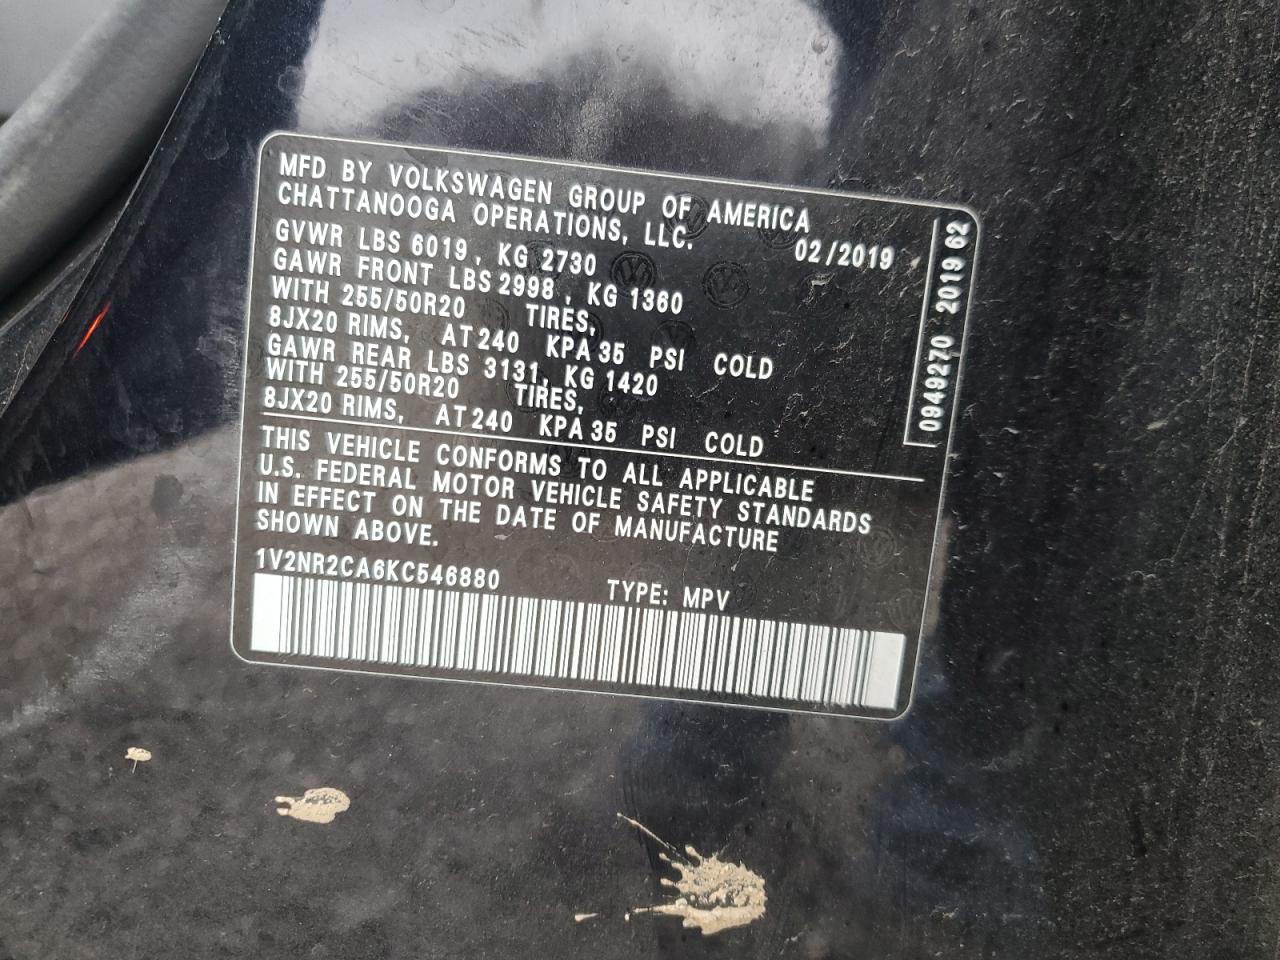 MFD BY VOLKSWAGEN GROUP OF AMERICA
CHATTANOOGA OPERATIONS, LLC.
02/2019
GVWR LBS 6019, KG 2730
GAWR FRONT LBS 2998, KG 1360
WITH 255/50R20 TIRES,
8JX20 RIMS, AT 240 KPA 35 PSI COLD
GAWR REAR LBS 3131, KG 1420
WITH 255/50R20 TIRES,
8JX20 RIMS, AT 240 KPA 35 PSI COLD
THIS VEHICLE CONFORMS TO ALL APPLICABLE
U.S. FEDERAL MOTOR VEHICLE SAFETY STANDARDS
IN EFFECT ON THE DATE OF MANUFACTURE
SHOWN ABOVE.
1V2NR2CA6KC546880 TYPE: MPV
0949270 2019 62